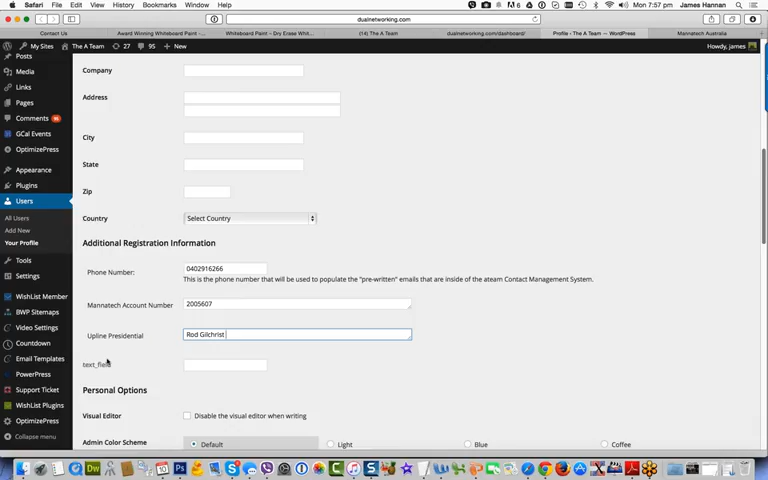 Safari File Edit View History Bookmarks Window Help
Mon 7:57 pm James Hannan
dualnetworking.com
Contact Us Award Winning Whiteboard Paint -... Whiteboard Paint – Dry Erase Whit... (14) The A Team dualnetworking.com/dashboard/ Profile ‹ The A Team — WordPress Mannatech Australia
My Sites The A Team 27 95 + New Howdy, james
Posts
Media
Links
Pages
Comments
GCal Events
OptimizePress
Appearance
Plugins
Users
All Users
Add New
Your Profile
Tools
Settings
WishList Member
BWP Sitemaps
Video Settings
Countdown
Email Templates
PowerPress
Support Ticket
WishList Plugins
OptimizePress
Collapse menu
Company
Address
City
State
Zip
Country Select Country
Additional Registration Information
Phone Number: 0402916266
This is the phone number that will be used to populate the "pre-written" emails that are inside of the ateam Contact Management System.
Mannatech Account Number 2005607
Upline Presidential Rod Gilchrist
text_field
Personal Options
Visual Editor Disable the visual editor when writing
Admin Color Scheme Default Light Blue Coffee